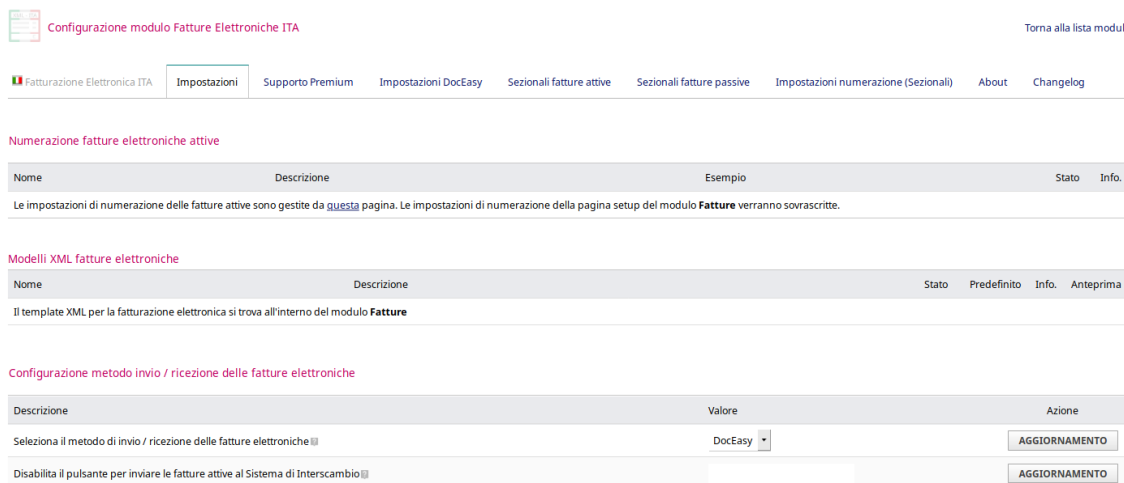 Configurazione modulo Fatture Elettroniche ITA
Torna alla lista modul
Fatturazione Elettronica ITA Impostazioni Supporto Premium Impostazioni DocEasy Sezionali fatture attive Sezionali fatture passive Impostazioni numerazione (Sezionali) About Changelog
Numerazione fatture elettroniche attive
Nome Descrizione Esempio Stato Info.
Le impostazioni di numerazione delle fatture attive sono gestite da questa pagina. Le impostazioni di numerazione della pagina setup del modulo Fatture verranno sovrascritte.
Modelli XML fatture elettroniche
Nome Descrizione Stato Predefinito Info. Anteprima
Il template XML per la fatturazione elettronica si trova all'interno del modulo Fatture
Configurazione metodo invio / ricezione delle fatture elettroniche
Descrizione Valore Azione
Seleziona il metodo di invio / ricezione delle fatture elettroniche DocEasy AGGIORNAMENTO
Disabilita il pulsante per inviare le fatture attive al Sistema di Interscambio AGGIORNAMENTO